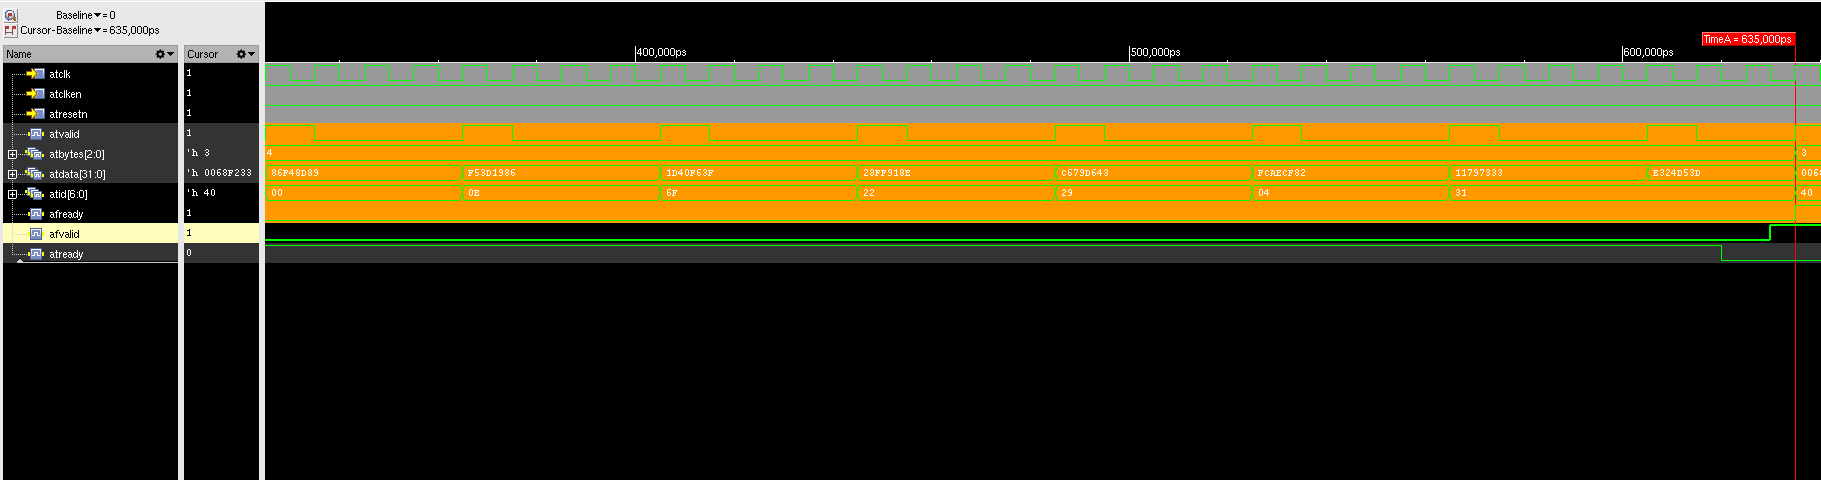 Baseline▼= 0
Cursor-Baseline▼= 635,000ps
Name
Cursor
400,000ps
500,000ps
600,000ps
TimeA = 635,000ps
atclk 1
atclken 1
atresetn 1
atvalid 1
atbytes[2:0] 'h 3 4 3
atdata[31:0] 'h 0068F233 86F48D89 F53D1986 1D40F63F 28FF918E C679D643 FCAECF82 11797333 E324D53D 0068
atid[6:0] 'h 40 00 0E 6F 22 29 04 31 40
afready 1
afvalid 1
atready 0